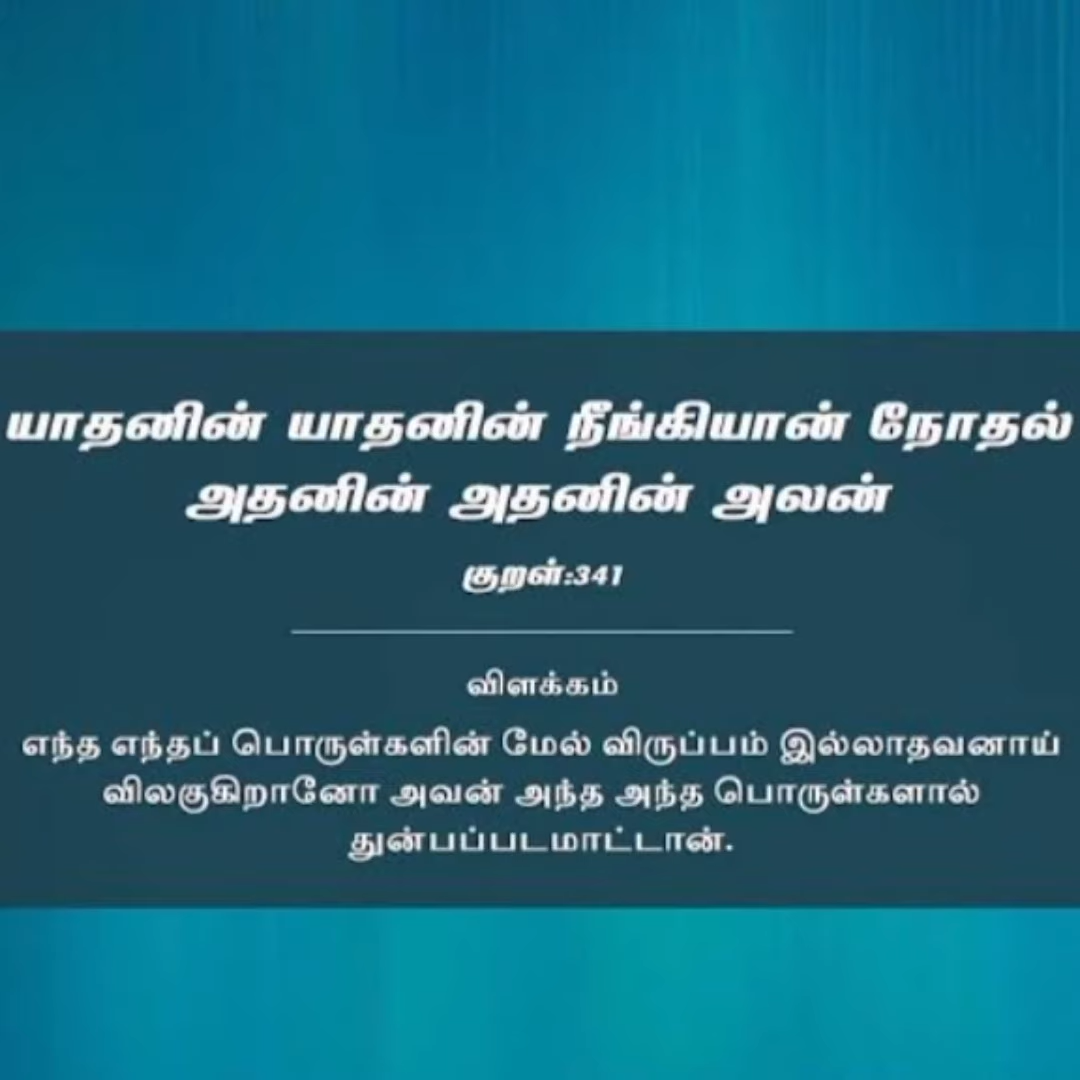 யாதனின் யாதனின் நீங்கியான் நோதல்
அதனின் அதனின் அலன்
குறள்:341
விளக்கம்
எந்த எந்தப் பொருள்களின் மேல் விருப்பம் இல்லாதவனாய்
விலகுகிறானோ அவன் அந்த அந்த பொருள்களால்
துன்பப்படமாட்டான்.